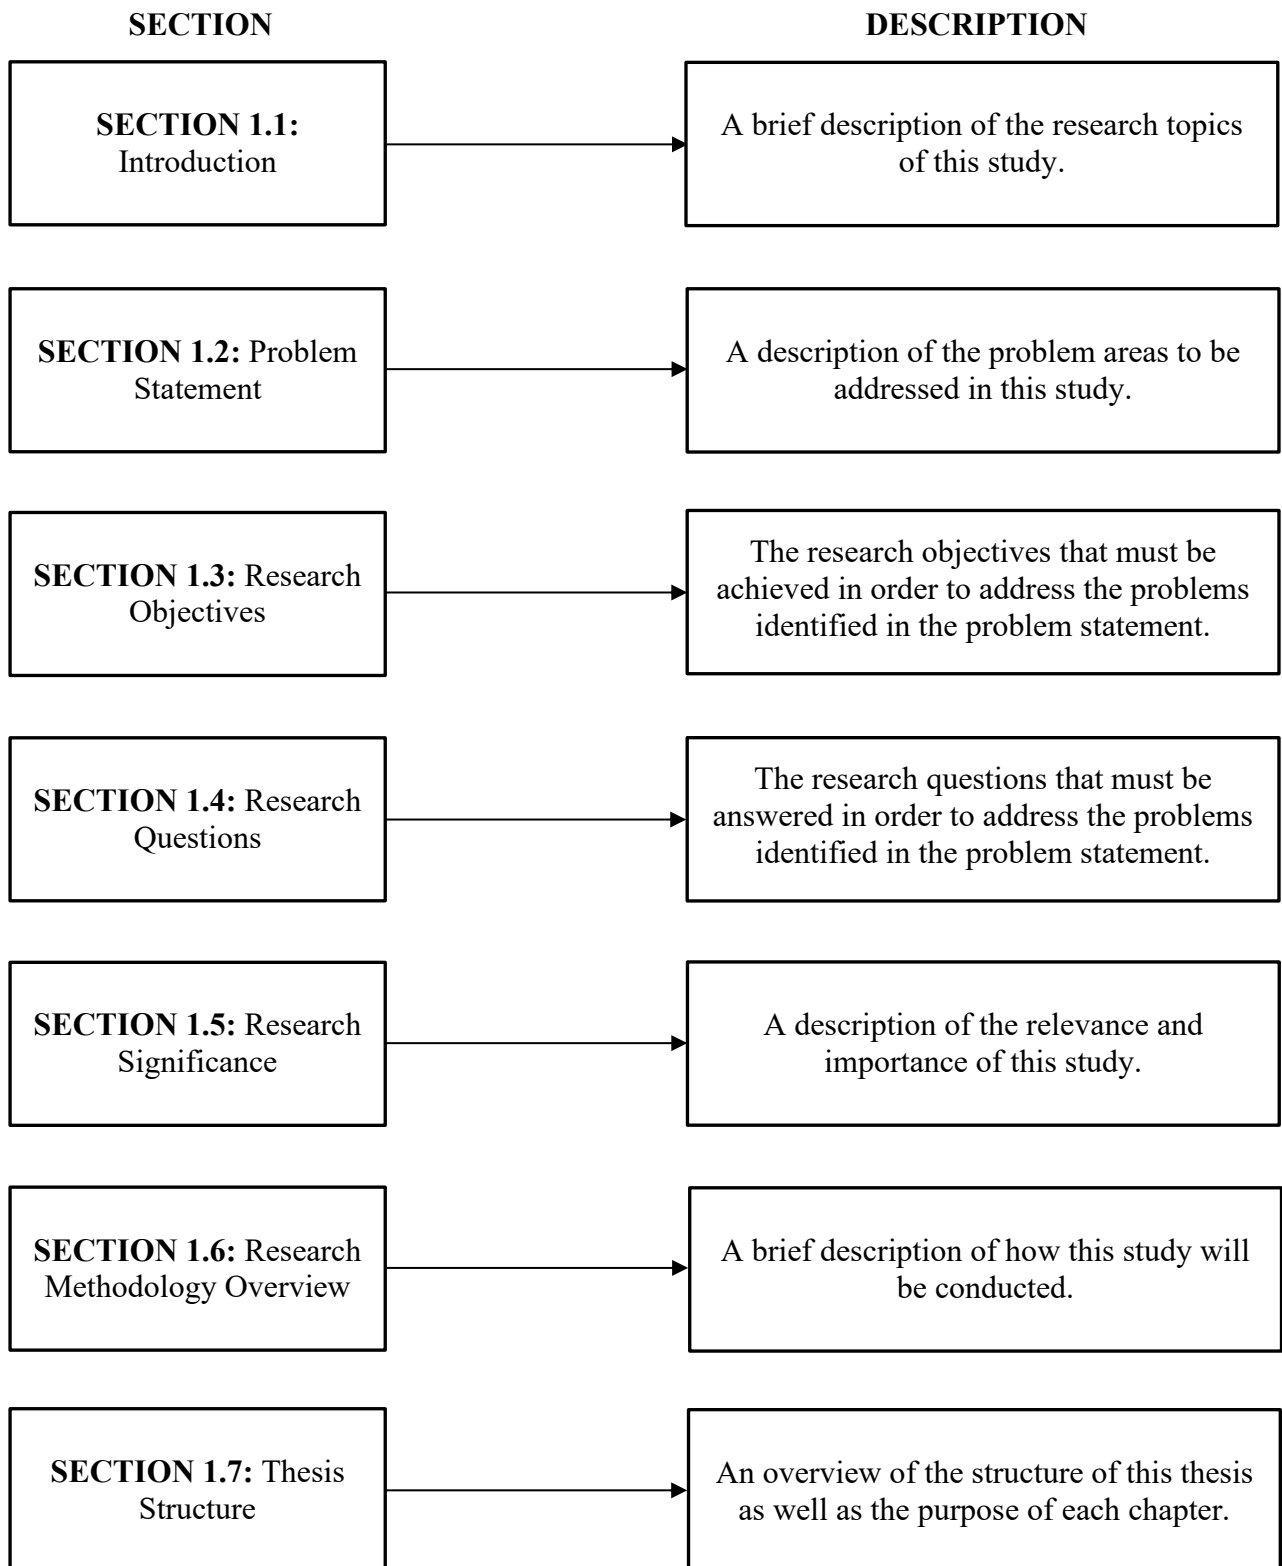 SECTION
DESCRIPTION
SECTION 1.1:
Introduction
A brief description of the research topics
of this study.
SECTION 1.2: Problem
Statement
A description of the problem areas to be
addressed in this study.
SECTION 1.3: Research
Objectives
The research objectives that must be
achieved in order to address the problems
identified in the problem statement.
SECTION 1.4: Research
Questions
The research questions that must be
answered in order to address the problems
identified in the problem statement.
SECTION 1.5: Research
Significance
A description of the relevance and
importance of this study.
SECTION 1.6: Research
Methodology Overview
A brief description of how this study will
be conducted.
SECTION 1.7: Thesis
Structure
An overview of the structure of this thesis
as well as the purpose of each chapter.